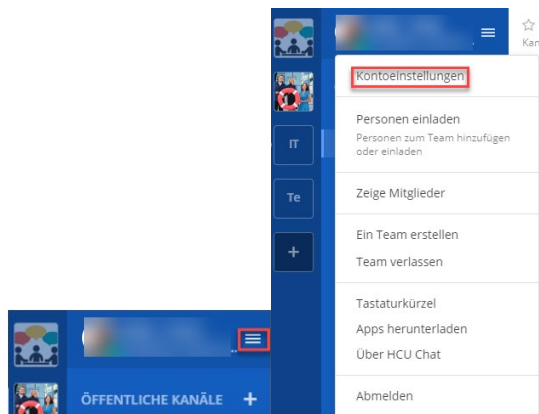 Kan
Kontoeinstellungen
Personen einladen
Personen zum Team hinzufügen
oder einladen
IT
Zeige Mitglieder
Te
Ein Team erstellen
+
Team verlassen
Tastaturkürzel
Apps herunterladen
Über HCU Chat
Abmelden
ÖFFENTLICHE KANÄLE +